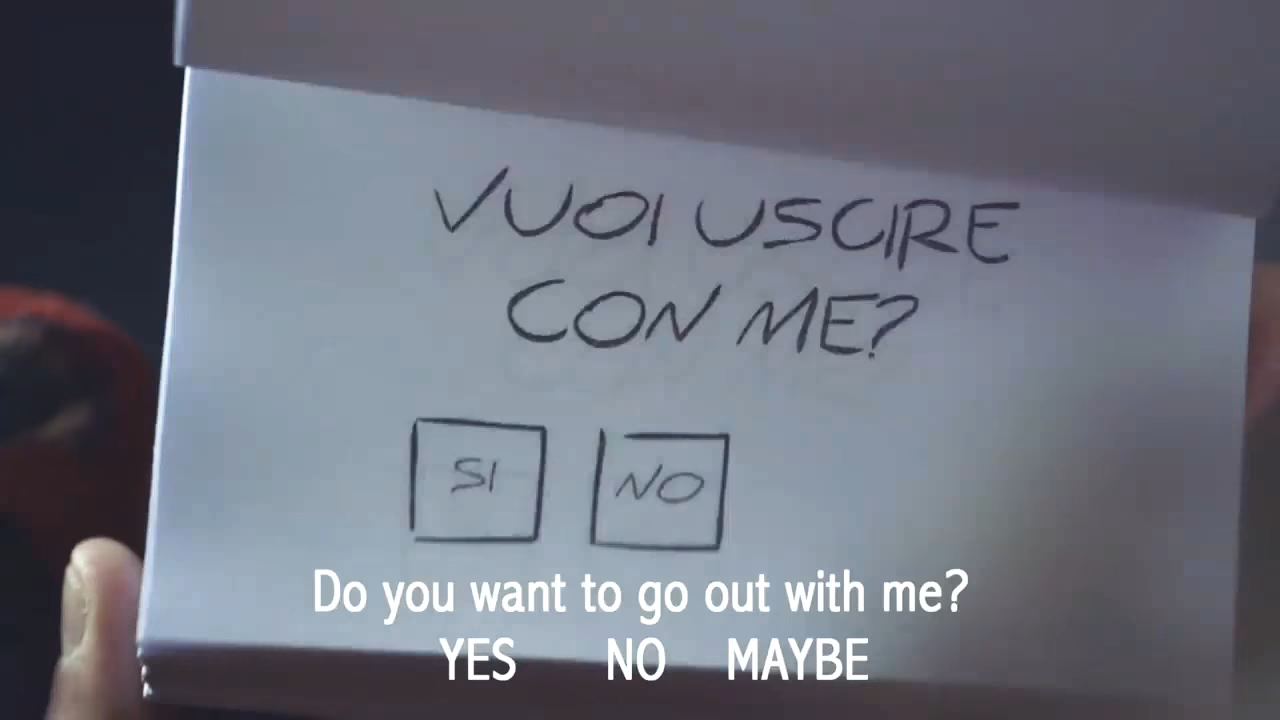 VUOI USCIRE
CON ME?
SI NO
Do you want to go out with me?
YES NO MAYBE